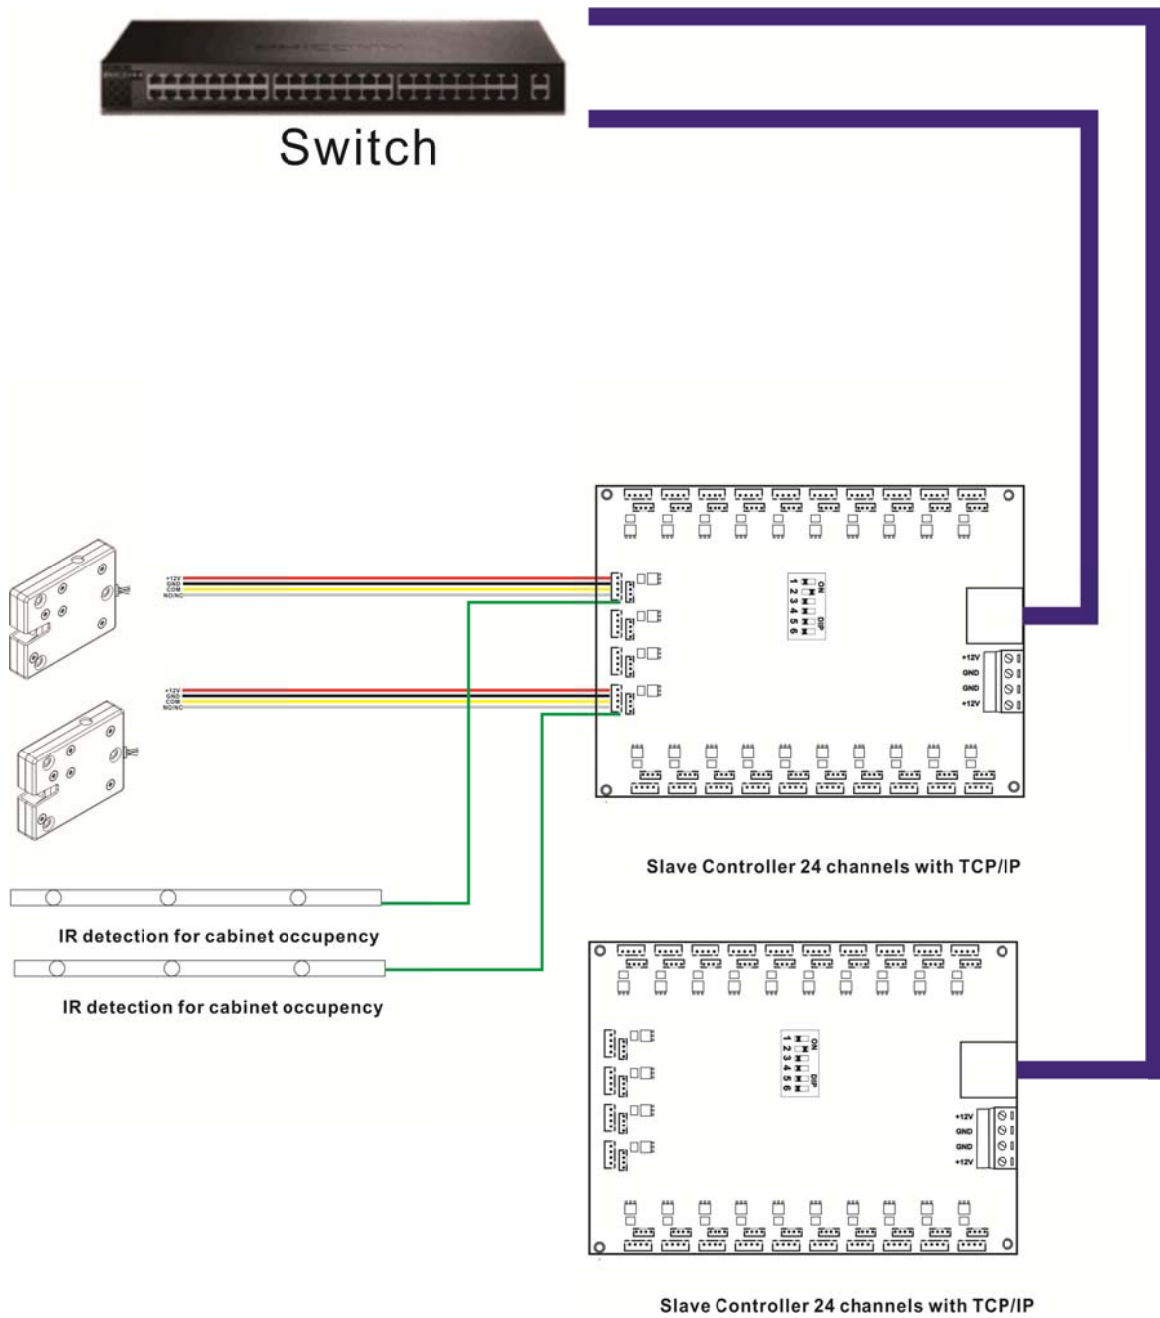 Switch
+12V
GND
COM
NO/NC
+12V
GND
COM
NO/NC
1 2 3 4 5 6
ON DIP
+12V
GND
GND
+12V
Slave Controller 24 channels with TCP/IP
IR detection for cabinet occupency
IR detection for cabinet occupency
1 2 3 4 5 6
ON DIP
+12V
GND
GND
+12V
Slave Controller 24 channels with TCP/IP